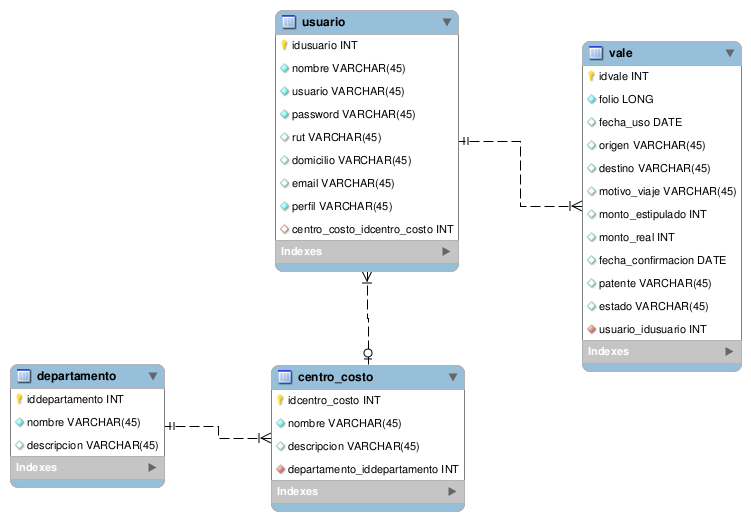 usuario
idusuario INT
nombre VARCHAR(45)
usuario VARCHAR(45)
password VARCHAR(45)
rut VARCHAR(45)
domicilio VARCHAR(45)
email VARCHAR(45)
perfil VARCHAR(45)
centro_costo_idcentro_costo INT
Indexes
vale
idvale INT
folio LONG
fecha_uso DATE
origen VARCHAR(45)
destino VARCHAR(45)
motivo_viaje VARCHAR(45)
monto_estipulado INT
monto_real INT
fecha_confirmacion DATE
patente VARCHAR(45)
estado VARCHAR(45)
usuario_idusuario INT
Indexes
departamento
iddepartamento INT
nombre VARCHAR(45)
descripcion VARCHAR(45)
Indexes
centro_costo
idcentro_costo INT
nombre VARCHAR(45)
descripcion VARCHAR(45)
departamento_iddepartamento INT
Indexes